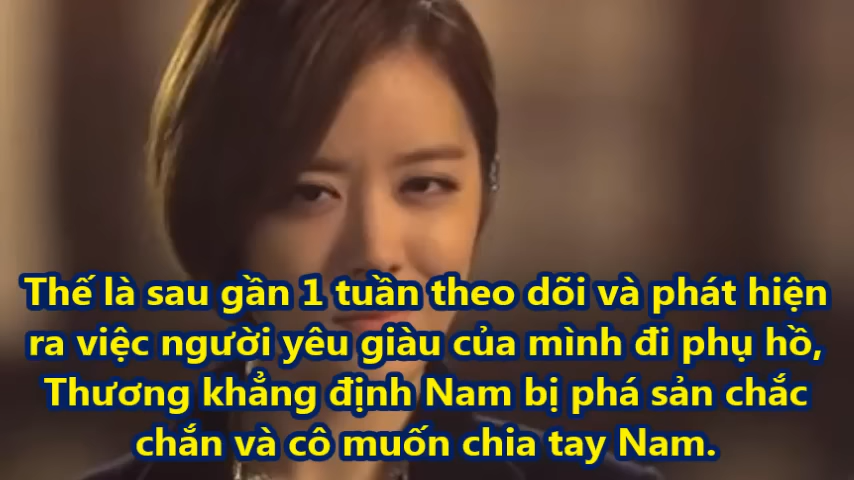 Thế là sau gần 1 tuần theo dõi và phát hiện
ra việc người yêu giàu của mình đi phụ hồ,
Thương khẳng định Nam bị phá sản chắc
chắn và cô muốn chia tay Nam.